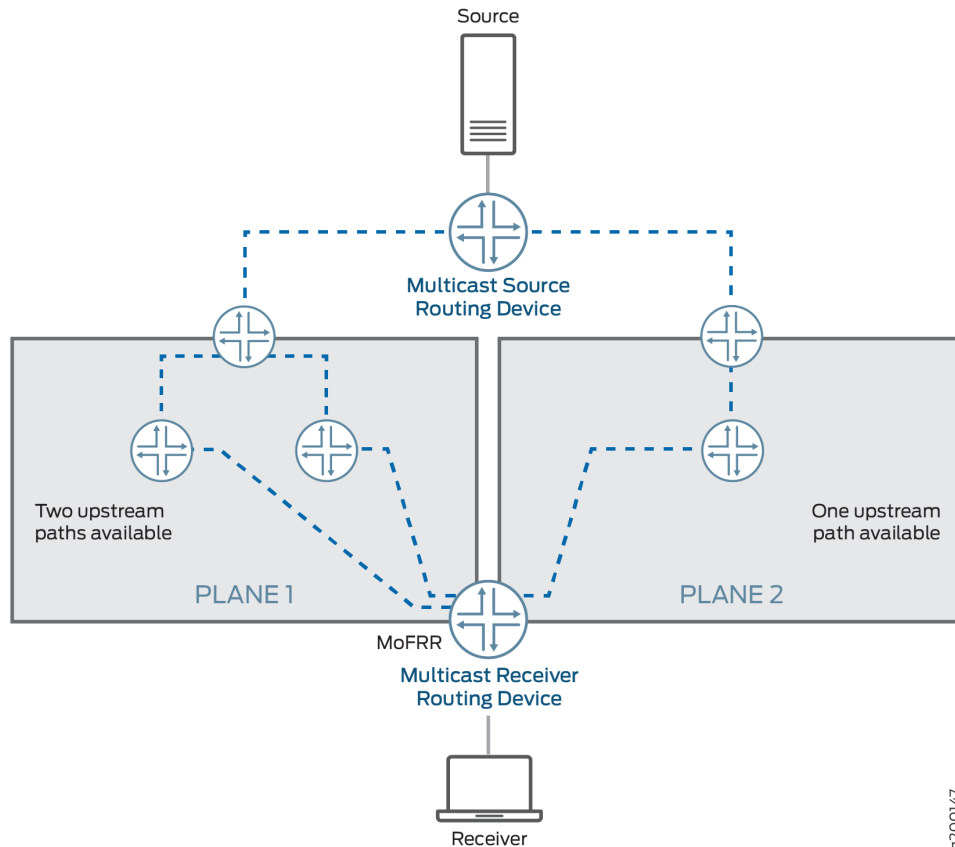 Source
Multicast Source
Routing Device
Two upstream
paths available
One upstream
path available
PLANE 1
PLANE 2
MoFRR
Multicast Receiver
Routing Device
Receiver